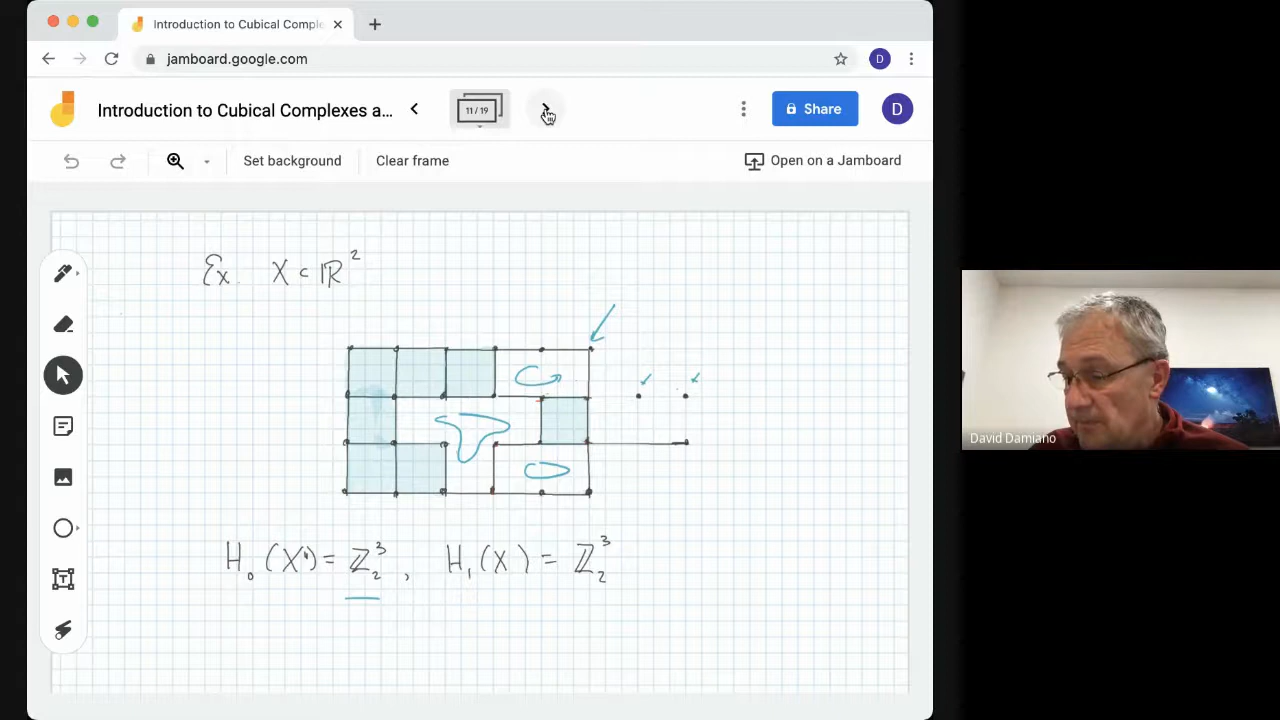 Introduction to Cubical Comple
jamboard.google.com
D
Introduction to Cubical Complexes a...
11 / 19
Share
D
Set background
Clear frame
Open on a Jamboard
Ex. X ⊂ ℝ²
H₀(X) = ℤ₂³, H₁(X) = ℤ₂³
David Damiano